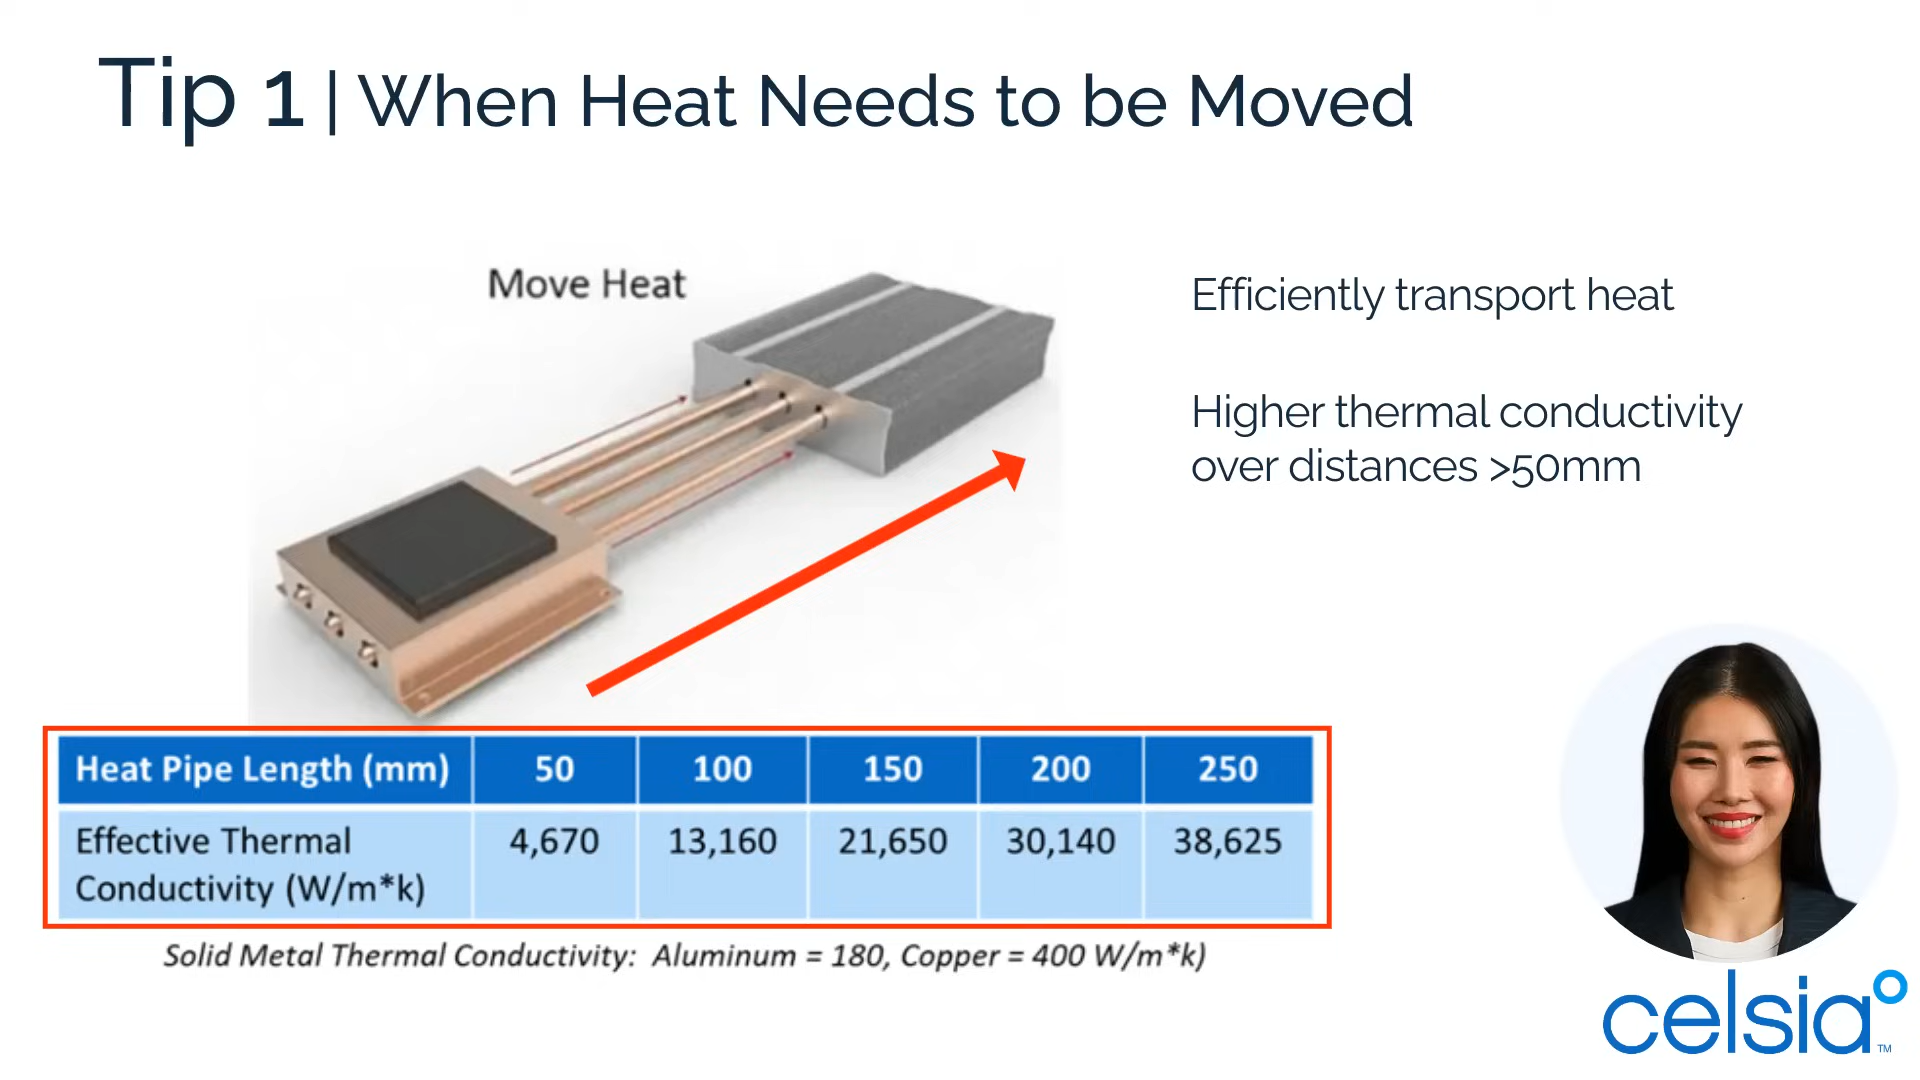 Tip 1 | When Heat Needs to be Moved
Move Heat
Efficiently transport heat
Higher thermal conductivity
over distances >50mm
Heat Pipe Length (mm) 50 100 150 200 250
Effective Thermal 4,670 13,160 21,650 30,140 38,625
Conductivity (W/m*k)
Solid Metal Thermal Conductivity: Aluminum = 180, Copper = 400 W/m*k)
celsia™